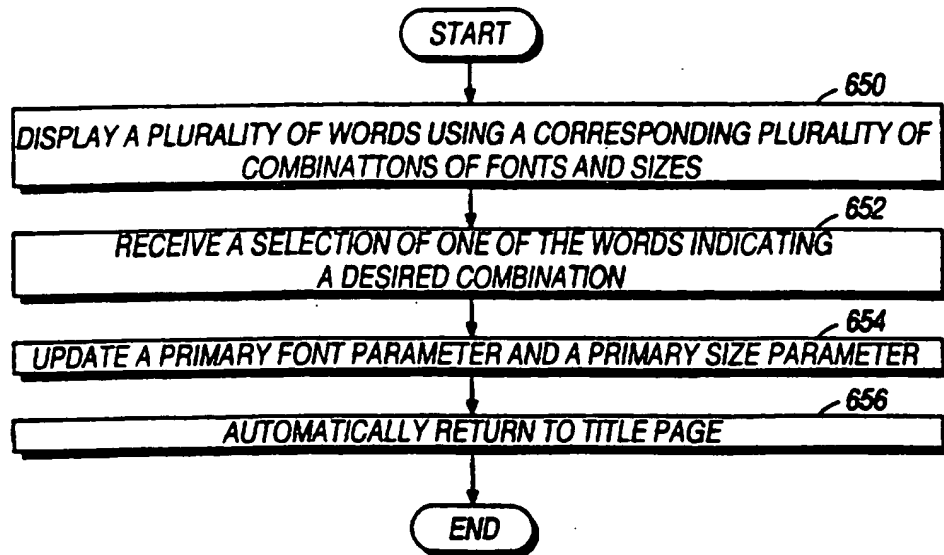 START
650
DISPLAY A PLURALITY OF WORDS USING A CORRESPONDING PLURALITY OF
COMBINATTONS OF FONTS AND SIZES
652
RECEIVE A SELECTION OF ONE OF THE WORDS INDICATING
A DESIRED COMBINATION
654
UPDATE A PRIMARY FONT PARAMETER AND A PRIMARY SIZE PARAMETER
656
AUTOMATICALLY RETURN TO TITLE PAGE
END